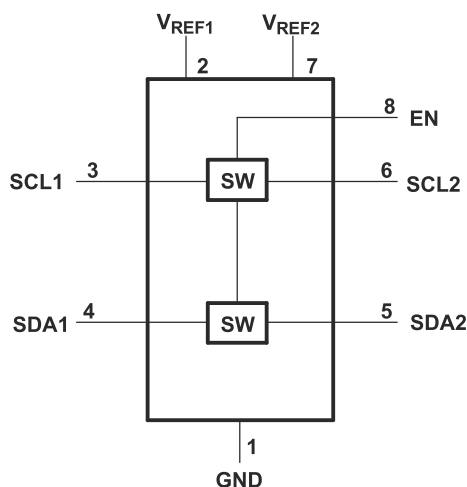 VREF1 VREF2
2 7
8 EN
SCL1 3 SW 6 SCL2
SDA1 4 SW 5 SDA2
1
GND